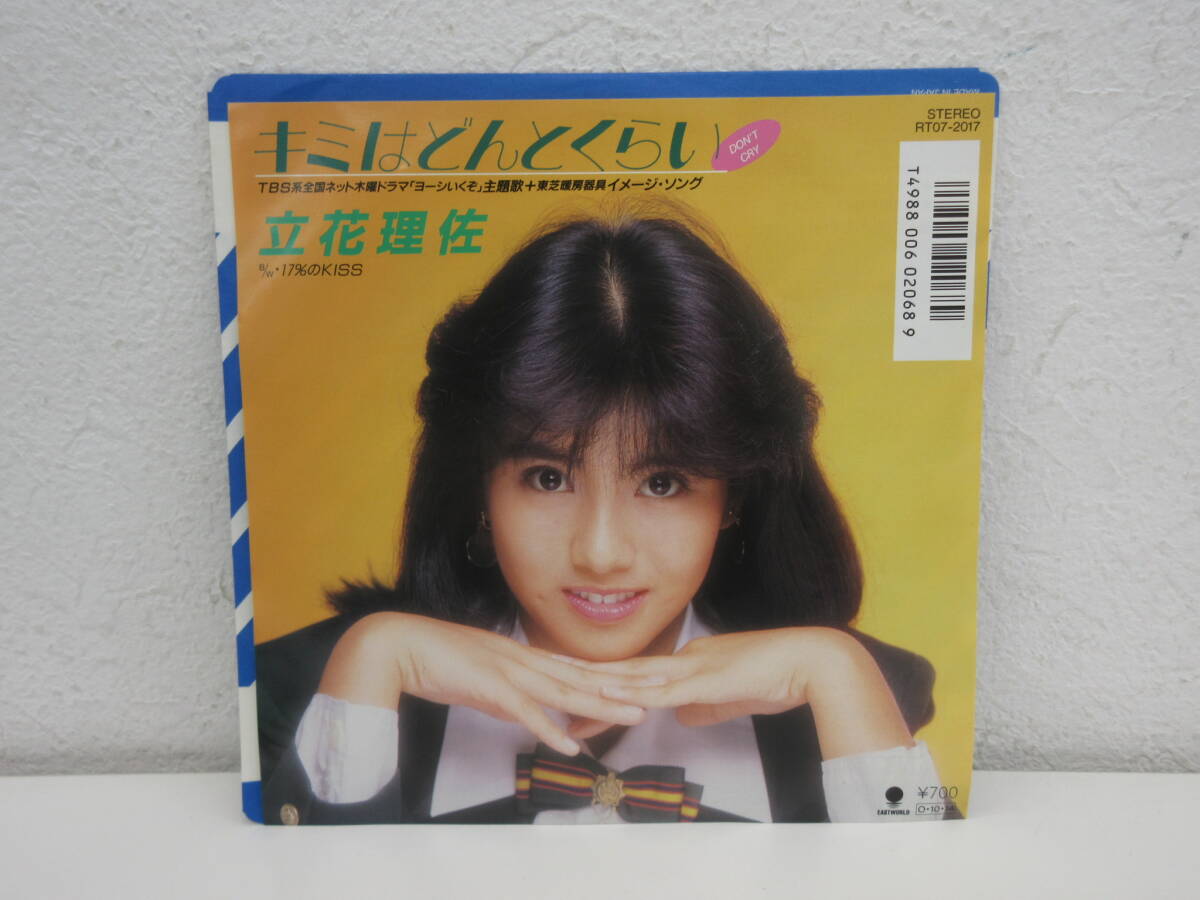 MADE IN JAPAN
STEREO
RT07-2017
キミはどんとくらい
DON'T
CRY
TBS系全国ネット木曜ドラマ「ヨーシいくぞ」主題歌+東芝暖房器具イメージ・ソング
立花理佐
B/W・17%のKISS
T4988 006 02068 9
EASTWORLD
¥700